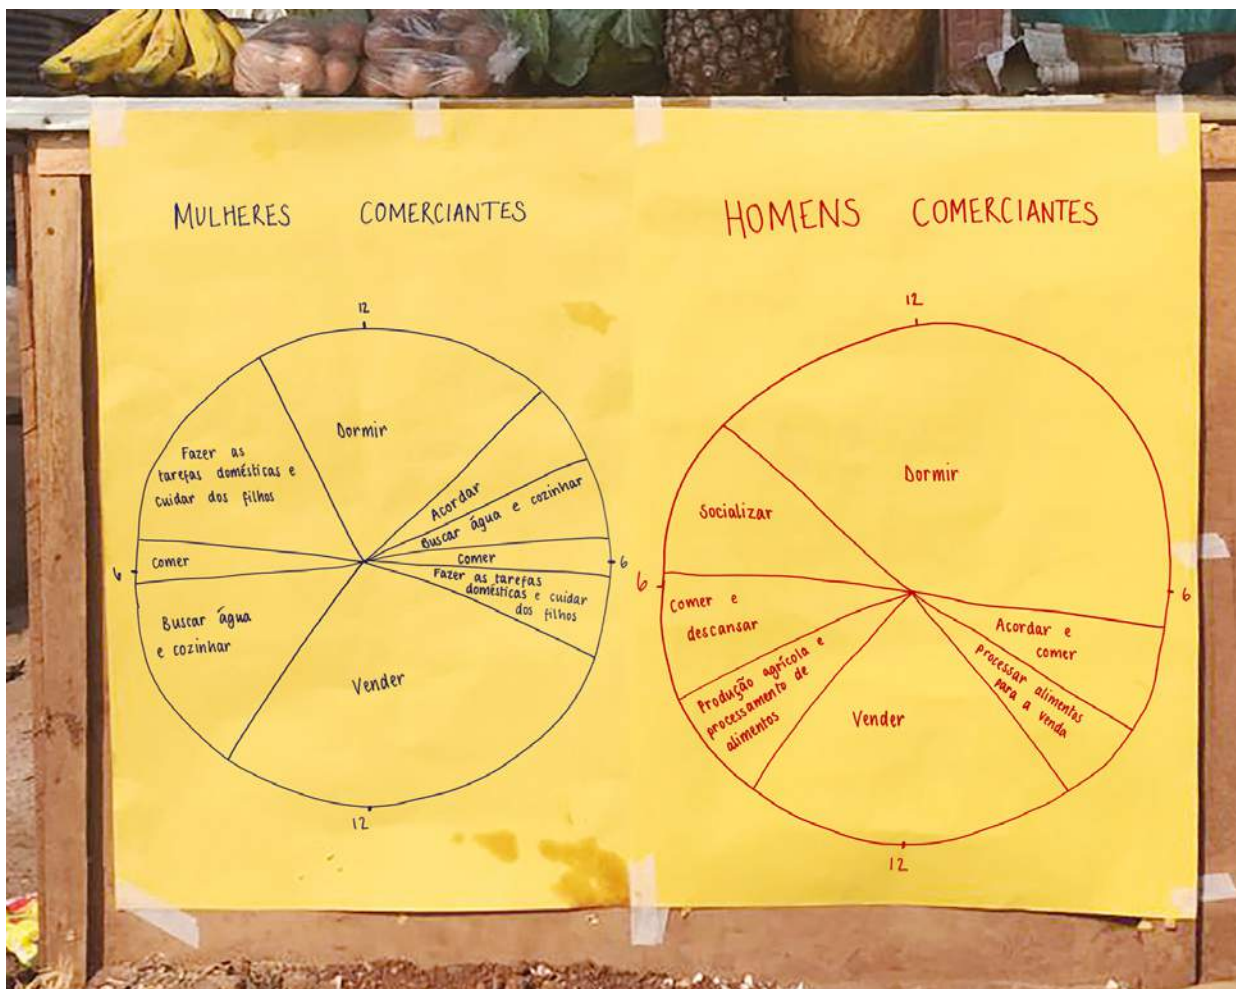 MULHERES COMERCIANTES
12
Dormir
Fazer as
tarefas domésticas e
cuidar dos filhos
Acordar
Buscar água e cozinhar
Comer
6
Comer
6
Fazer as tarefas
domésticas e cuidar
dos filhos
Buscar água
e cozinhar
Vender
12
HOMENS COMERCIANTES
12
Dormir
Socializar
6
6
Comer e
descansar
Acordar e
comer
processar alimentos
para a venda
Produção agrícola e
processamento de
alimentos
Vender
12